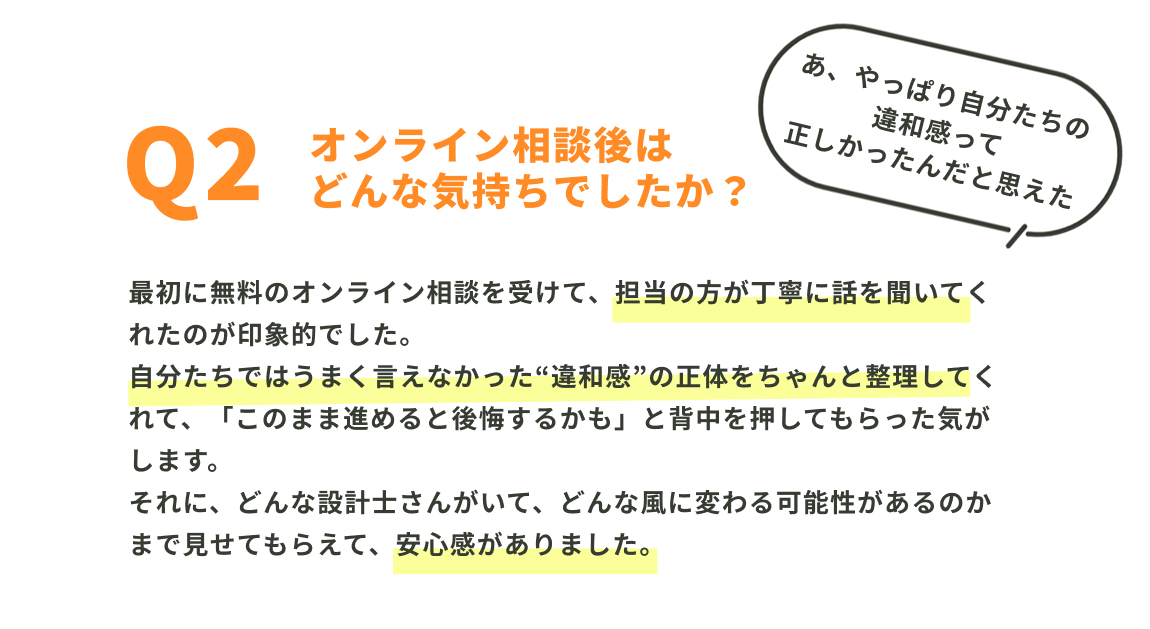 あ、やっぱり自分たちの
違和感って
正しかったんだと思えた
Q2
オンライン相談後は
どんな気持ちでしたか？
最初に無料のオンライン相談を受けて、担当の方が丁寧に話を聞いてく
れたのが印象的でした。
自分たちではうまく言えなかった“違和感”の正体をちゃんと整理してく
れて、「このまま進めると後悔するかも」と背中を押してもらった気が
します。
それに、どんな設計士さんがいて、どんな風に変わる可能性があるのか
まで見せてもらえて、安心感がありました。